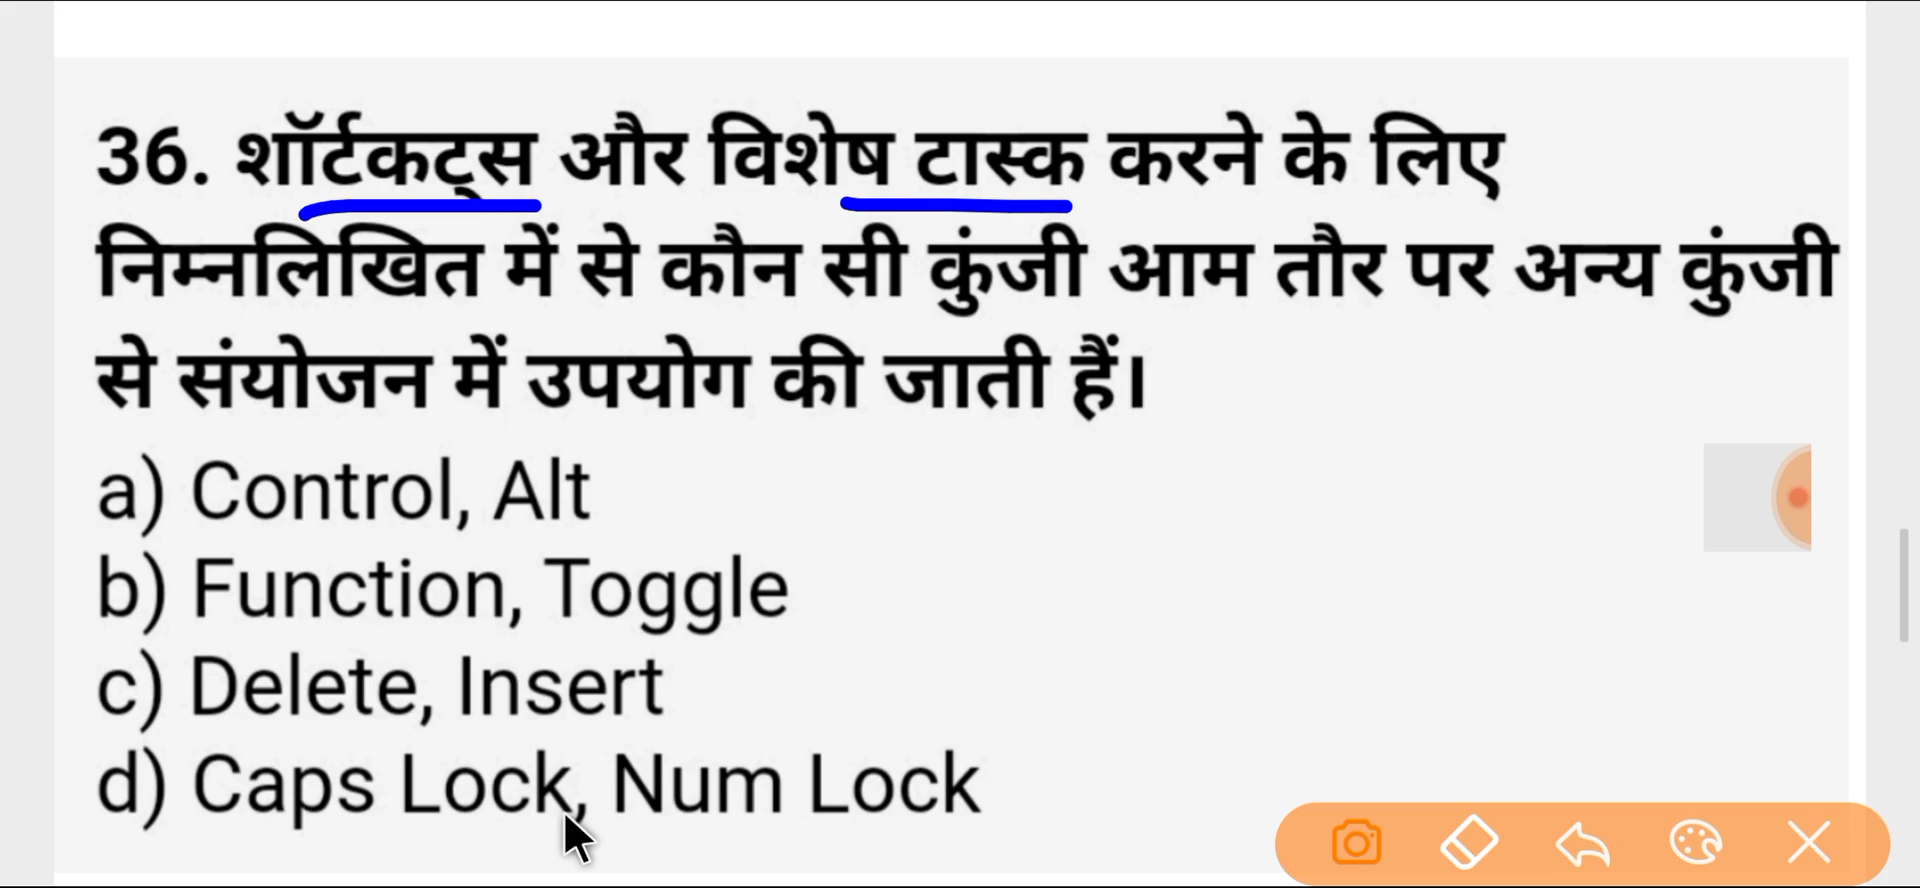 36. शॉर्टकट्स और विशेष टास्क करने के लिए
निम्नलिखित में से कौन सी कुंजी आम तौर पर अन्य कुंजी
से संयोजन में उपयोग की जाती हैं।
a) Control, Alt
b) Function, Toggle
c) Delete, Insert
d) Caps Lock, Num Lock